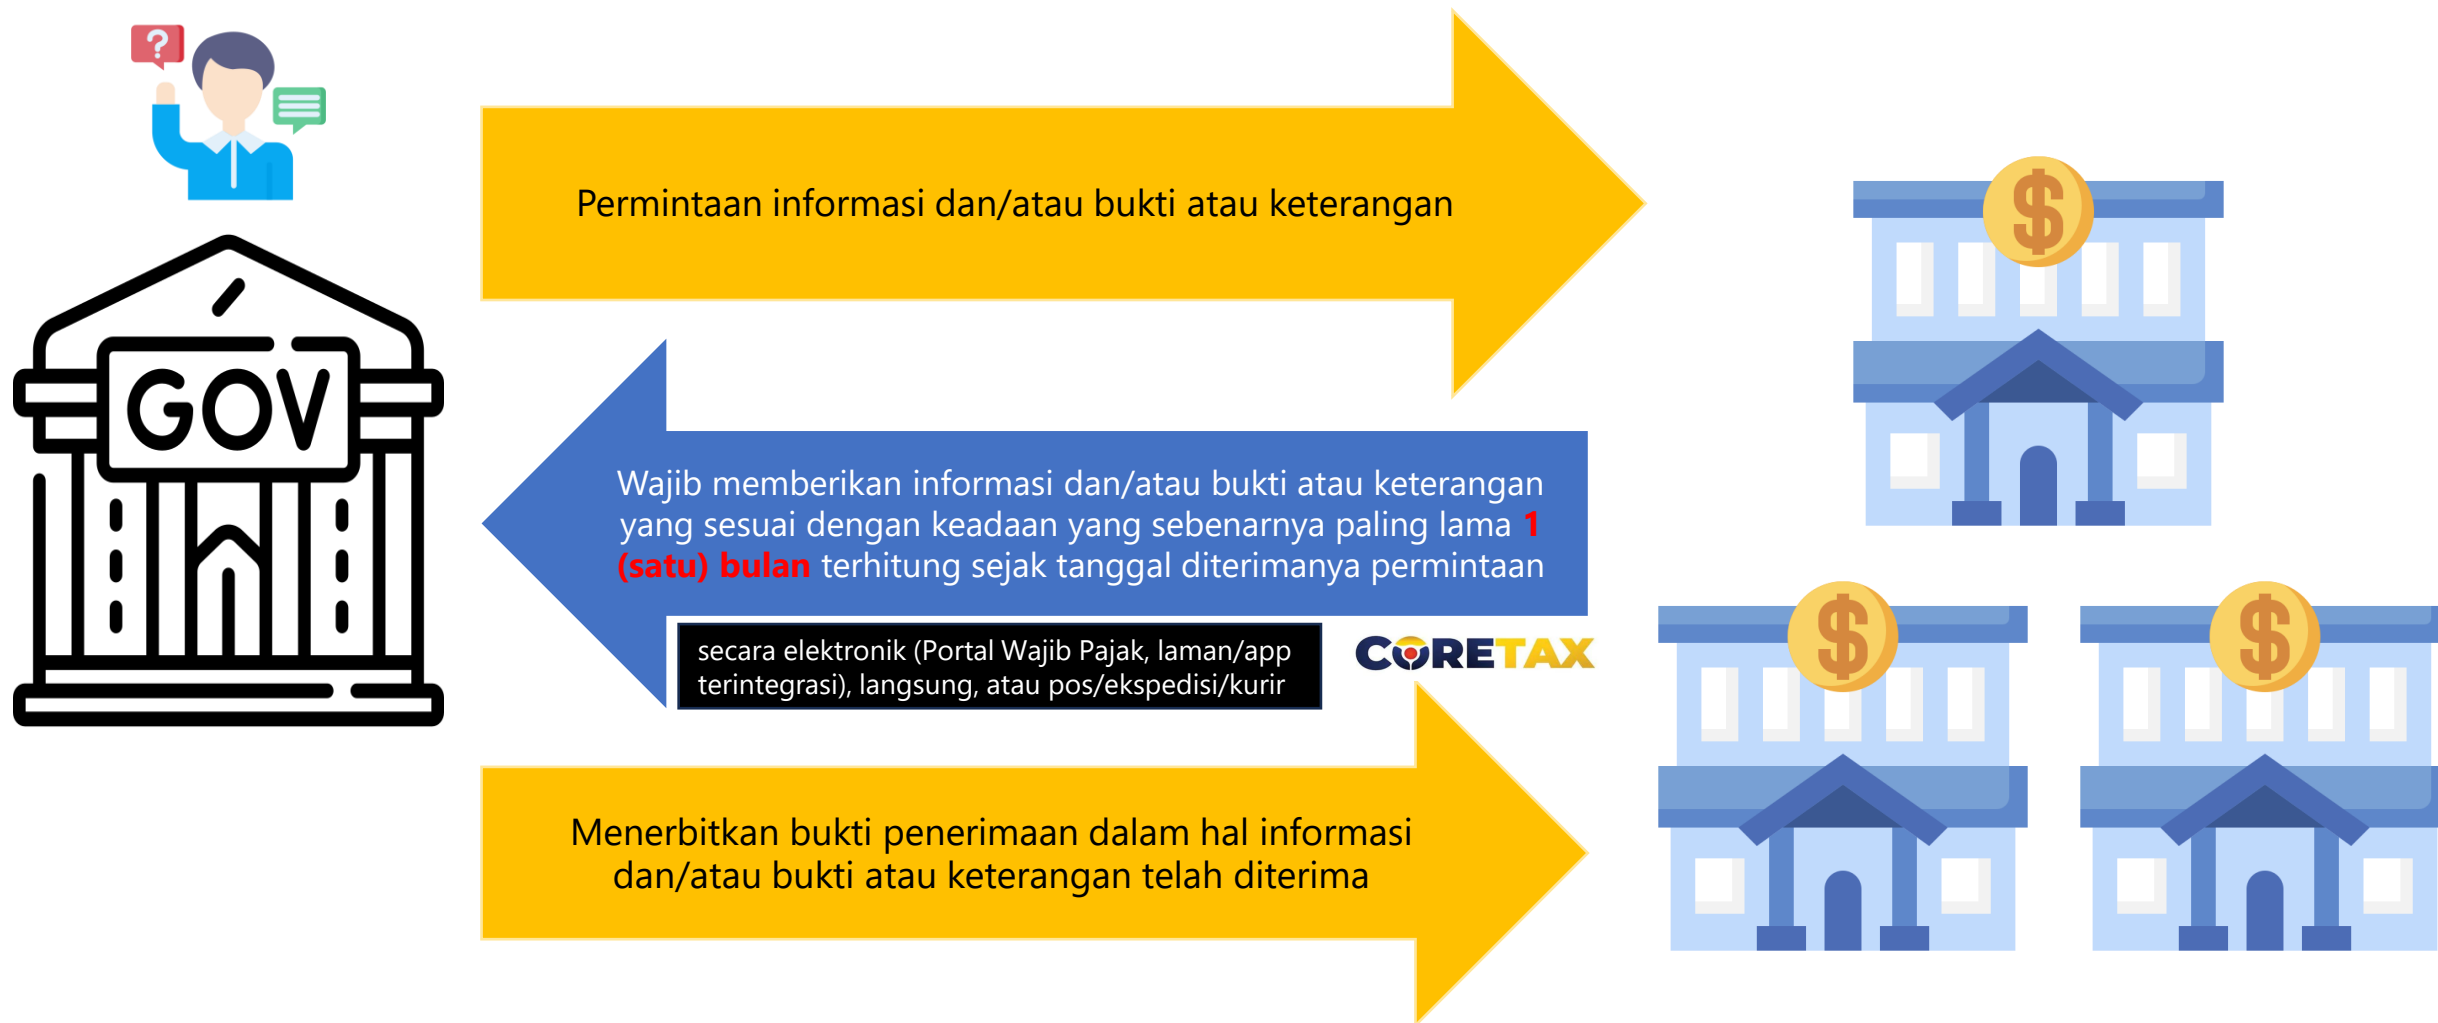 ?
Permintaan informasi dan/atau bukti atau keterangan
$
GOV
Wajib memberikan informasi dan/atau bukti atau keterangan
yang sesuai dengan keadaan yang sebenarnya paling lama 1
(satu) bulan terhitung sejak tanggal diterimanya permintaan
secara elektronik (Portal Wajib Pajak, laman/app
terintegrasi), langsung, atau pos/ekspedisi/kurir
CORETAX
$
$
Menerbitkan bukti penerimaan dalam hal informasi
dan/atau bukti atau keterangan telah diterima